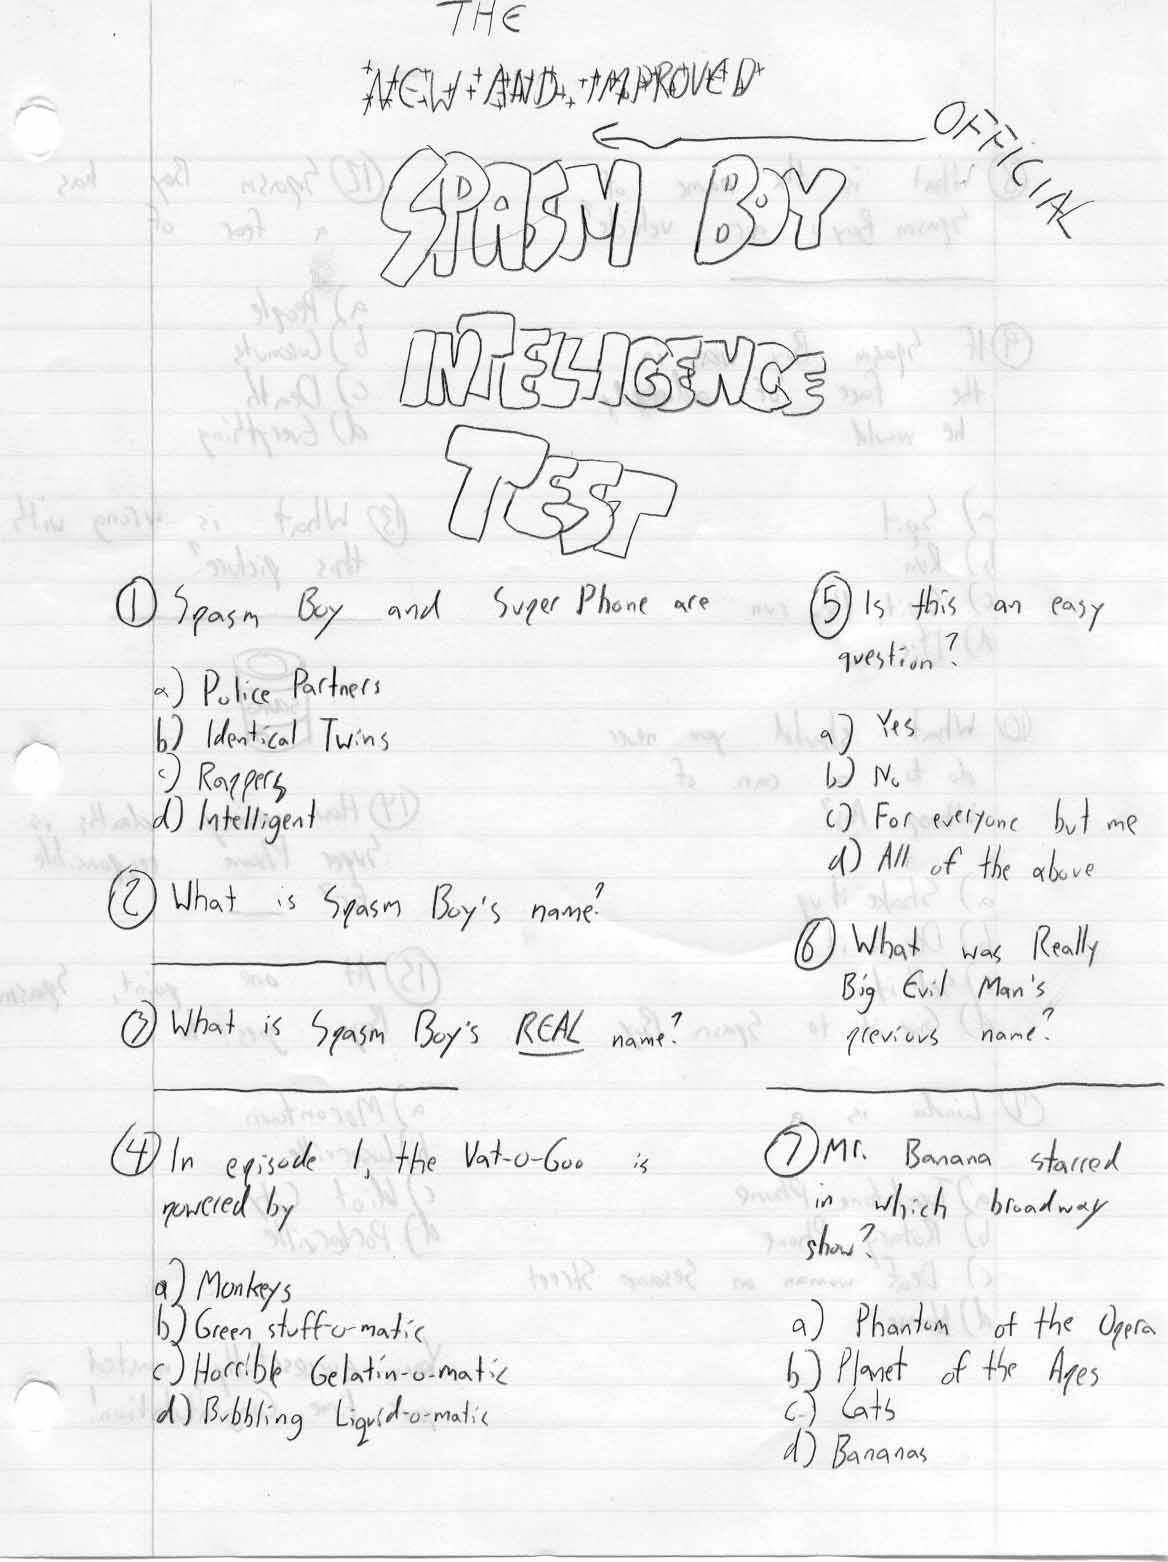 THE
NEW AND IMPROVED
OFFICIAL
SPASM BOY
INTELLIGENCE
TEST
① Spasm Boy and Super Phone are
a) Police Partners
b) Identical Twins
c) Rappers
d) Intelligent
② What is Spasm Boy's name?
③ What is Spasm Boy's REAL name?
④ In episode 1, the Vat-o-Goo is
powered by
a) Monkeys
b) Green stuff-o-matic
c) Horrible Gelatin-o-matic
d) Bubbling Liquid-o-matic
⑤ Is this an easy
question?
a) Yes
b) No
c) For everyone but me
d) All of the above
⑥ What was Really
Big Evil Man's
previous name?
⑦ Mr. Banana starred
in which broadway
show?
a) Phantom of the Opera
b) Planet of the Apes
c) Cats
d) Bananas